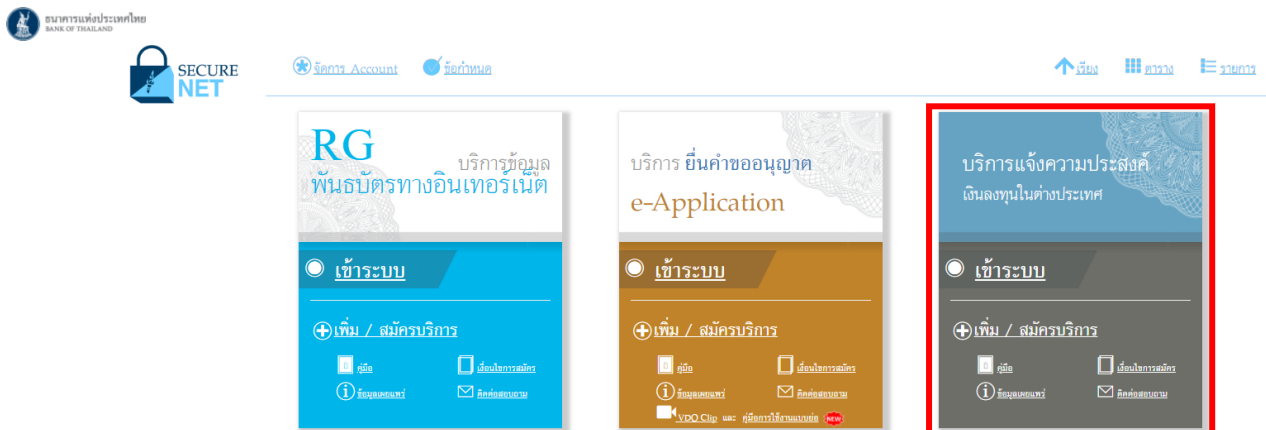 ธนาคารแห่งประเทศไทย
BANK OF THAILAND
SECURE
NET
จัดการ Account ข้อกำหนด เรียง ตาราง รายการ
RG บริการข้อมูล
พันธบัตรทางอินเทอร์เน็ต
เข้าระบบ
เพิ่ม / สมัครบริการ
คู่มือ เงื่อนไขการสมัคร
ข้อมูลเผยแพร่ ติดต่อสอบถาม
บริการ ยื่นคำขออนุญาต
e-Application
เข้าระบบ
เพิ่ม / สมัครบริการ
คู่มือ เงื่อนไขการสมัคร
ข้อมูลเผยแพร่ ติดต่อสอบถาม
VDO Clip และ คู่มือการใช้งานแบบย่อ NEW
บริการแจ้งความประสงค์
เงินลงทุนในต่างประเทศ
เข้าระบบ
เพิ่ม / สมัครบริการ
คู่มือ เงื่อนไขการสมัคร
ข้อมูลเผยแพร่ ติดต่อสอบถาม